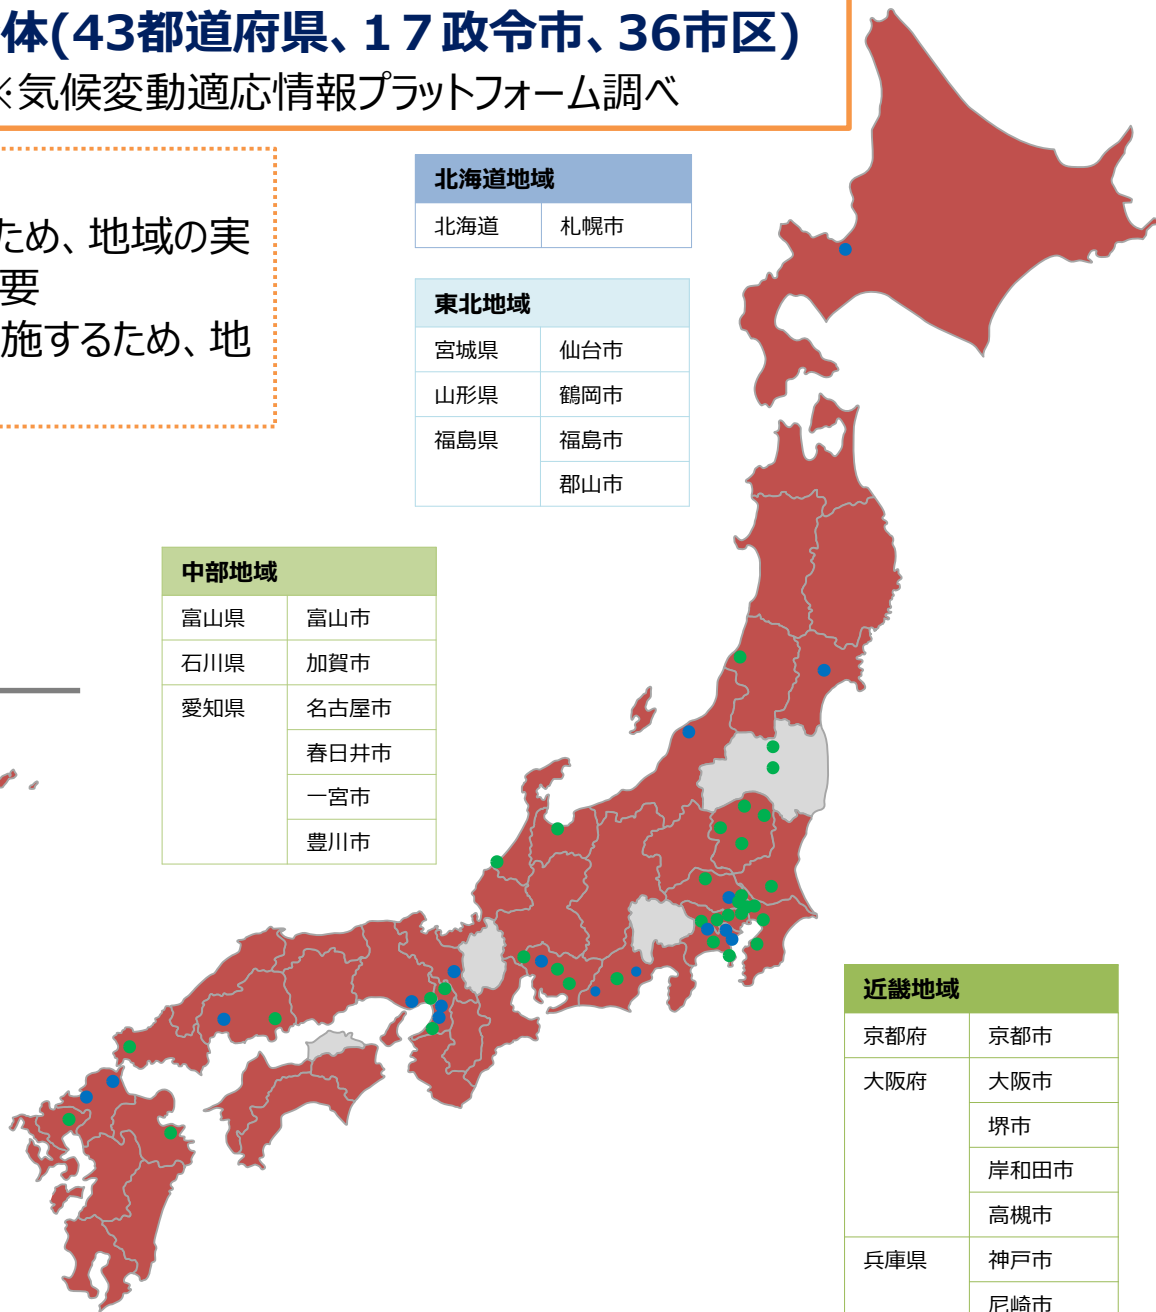 体(43都道府県、１７政令市、36市区)
※気候変動適応情報プラットフォーム調べ
ため、地域の実
要
施するため、地
北海道地域
北海道 札幌市
東北地域
宮城県 仙台市
山形県 鶴岡市
福島県 福島市
郡山市
中部地域
富山県 富山市
石川県 加賀市
愛知県 名古屋市
春日井市
一宮市
豊川市
近畿地域
京都府 京都市
大阪府 大阪市
堺市
岸和田市
高槻市
兵庫県 神戸市
尼崎市